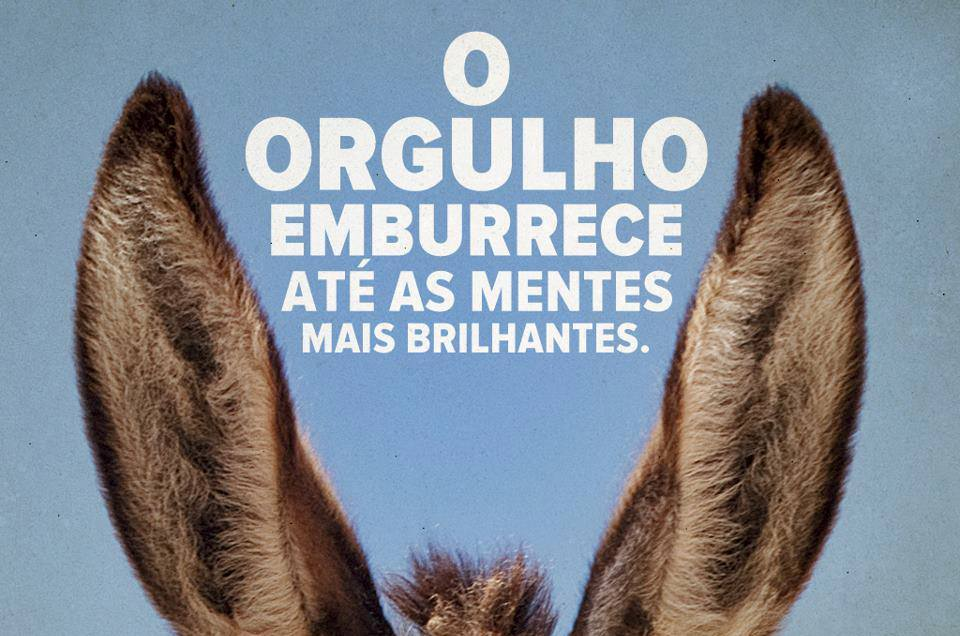 O
ORGULHO
EMBURRECE
ATÉ AS MENTES
MAIS BRILHANTES.